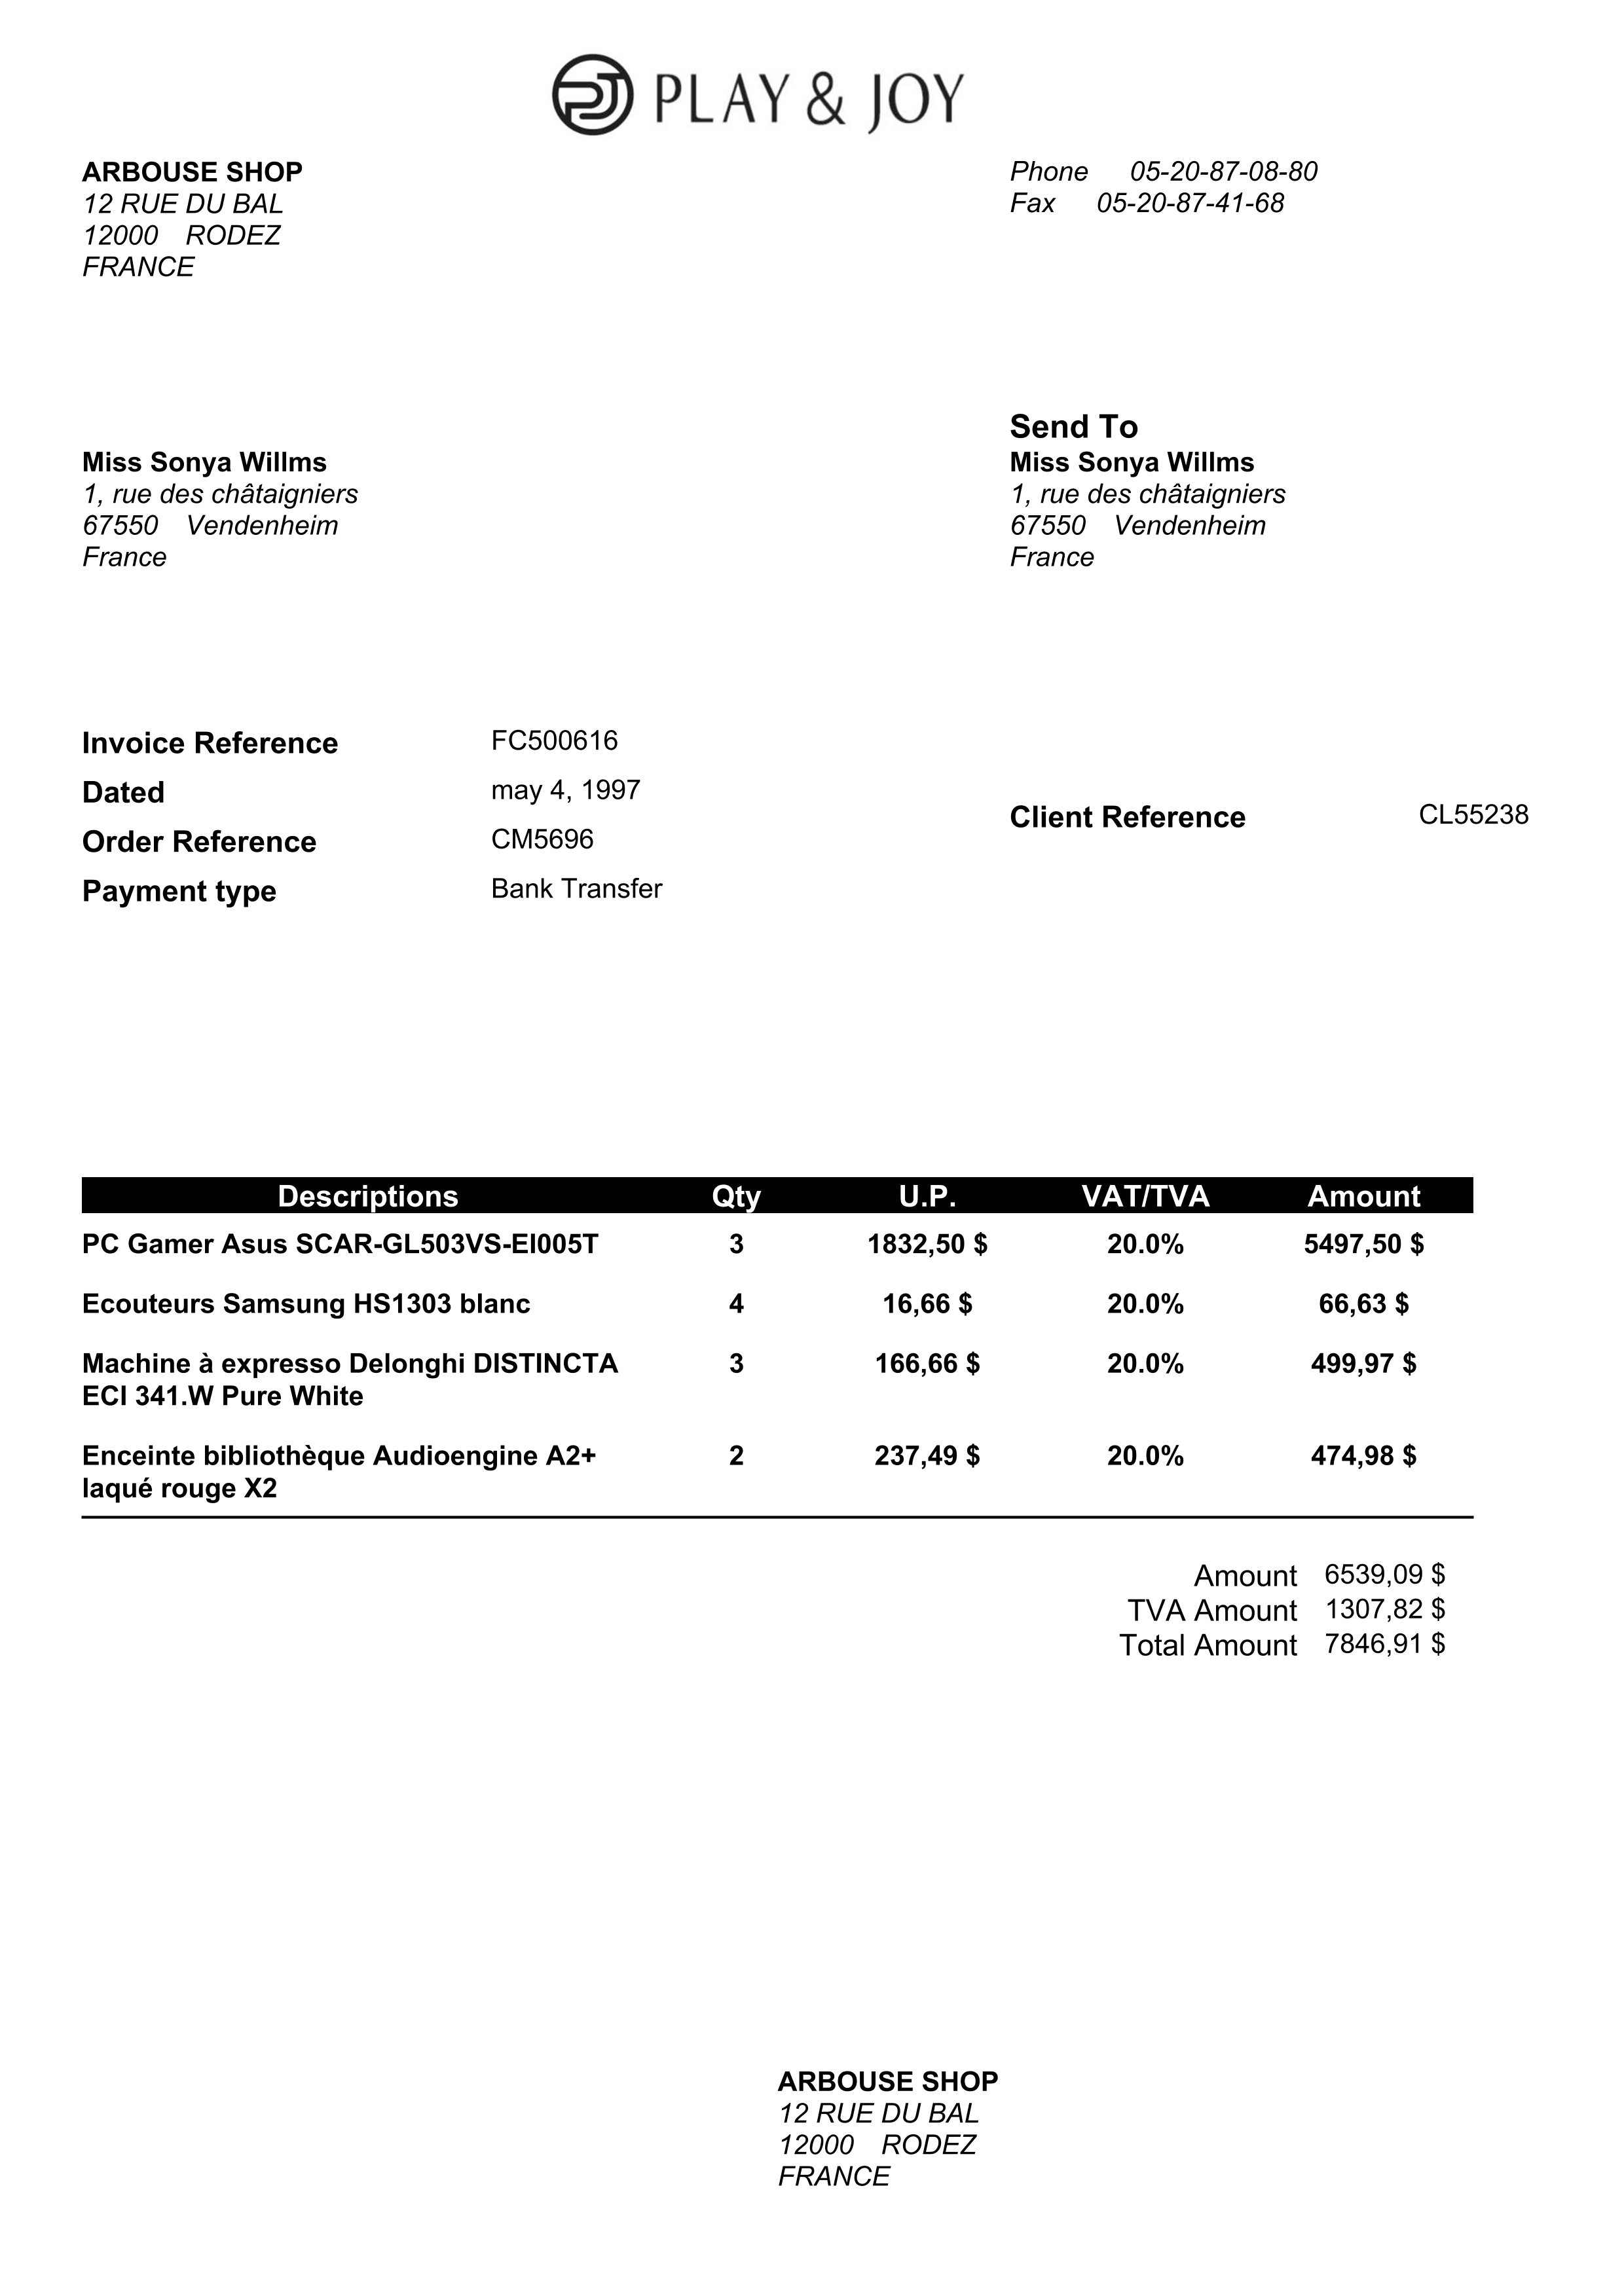 PLAY & JOY
ARBOUSE SHOP
12 RUE DU BAL
12000 RODEZ
FRANCE
Phone 05-20-87-08-80
Fax 05-20-87-41-68
Miss Sonya Willms
1, rue des châtaigniers
67550 Vendenheim
France
Send To
Miss Sonya Willms
1, rue des châtaigniers
67550 Vendenheim
France
Invoice Reference FC500616
Dated may 4, 1997
Order Reference CM5696
Payment type Bank Transfer
Client Reference CL55238
Descriptions Qty U.P. VAT/TVA Amount
PC Gamer Asus SCAR-GL503VS-EI005T 3 1832,50 $ 20.0% 5497,50 $
Ecouteurs Samsung HS1303 blanc 4 16,66 $ 20.0% 66,63 $
Machine à expresso Delonghi DISTINCTA 3 166,66 $ 20.0% 499,97 $
ECI 341.W Pure White
Enceinte bibliothèque Audioengine A2+ 2 237,49 $ 20.0% 474,98 $
laqué rouge X2
Amount 6539,09 $
TVA Amount 1307,82 $
Total Amount 7846,91 $
ARBOUSE SHOP
12 RUE DU BAL
12000 RODEZ
FRANCE